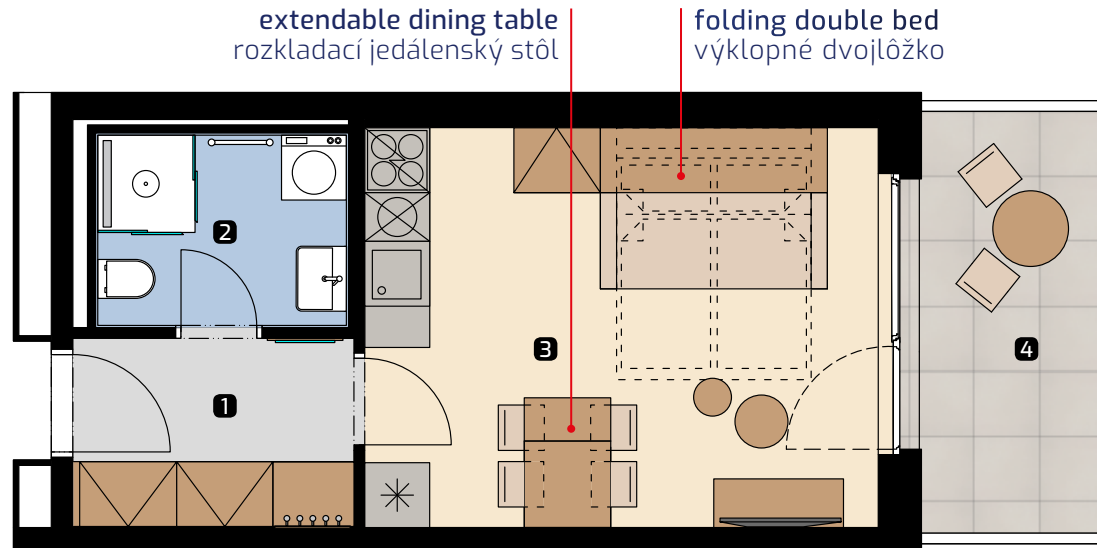 extendable dining table
rozkladací jedálenský stôl
folding double bed
výklopné dvojlôžko
2
3
4
1